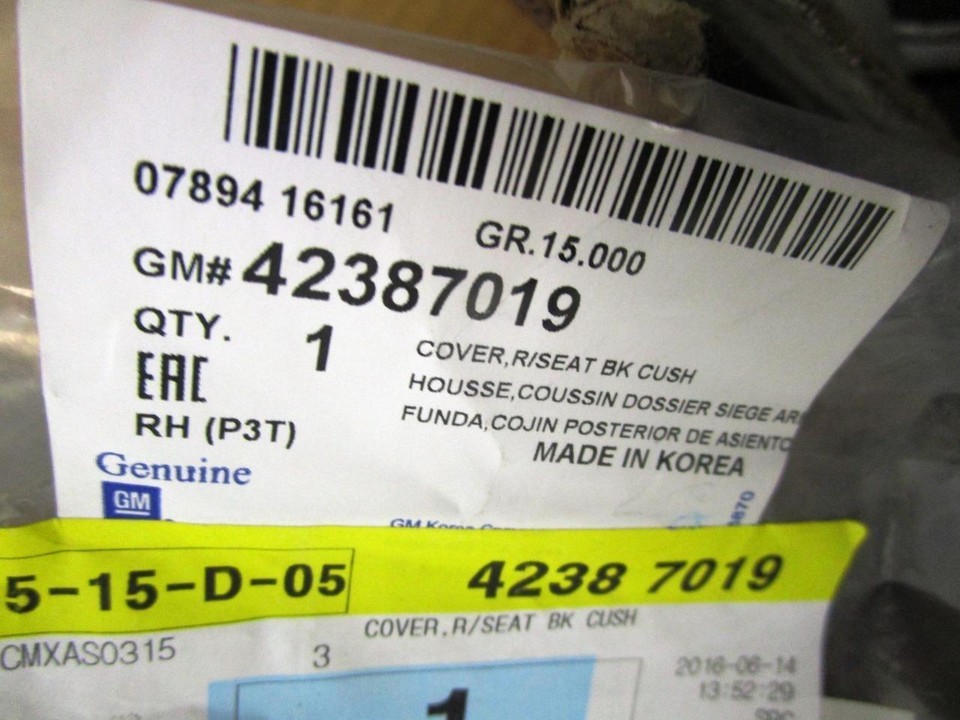 07894 16161 GR.15.000
GM# 42387019
QTY. 1
COVER,R/SEAT BK CUSH
EAC
HOUSSE,COUSSIN DOSSIER SIEGE
RH (P3T)
FUNDA,COJIN POSTERIOR DE ASIENTO
MADE IN KOREA
Genuine
GM
GM Korea
5-15-D-05 4238 7019
COVER,R/SEAT BK CUSH
CMXAS0315 3
2016-06-14
13:52:29
1